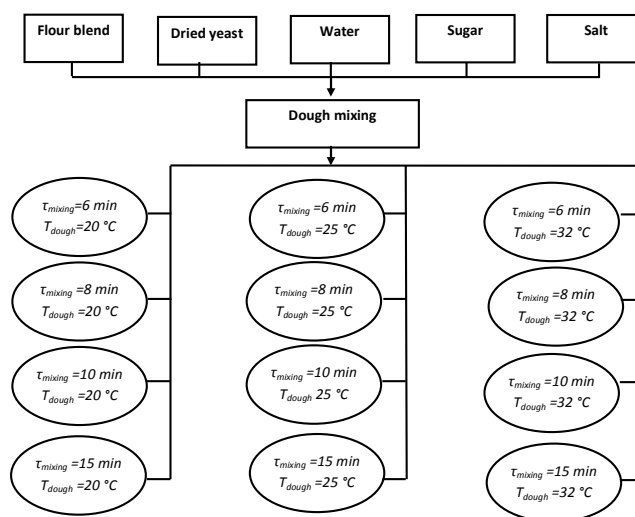 Flour blend
Dried yeast
Water
Sugar
Salt
Dough mixing
τmixing=6 min
Tdough =20 °C
τmixing =6 min
Tdough =25 °C
τmixing =6 min
Tdough =32 °C
τmixing=8 min
Tdough =20 °C
τmixing =8 min
Tdough =25 °C
τmixing =8 min
Tdough =32 °C
τmixing =10 min
Tdough =20 °C
τmixing =10 min
Tdough 25 °C
τmixing =10 min
Tdough =32 °C
τmixing =15 min
Tdough =20 °C
τmixing =15 min
Tdough =25 °C
τmixing =15 min
Tdough =32 °C